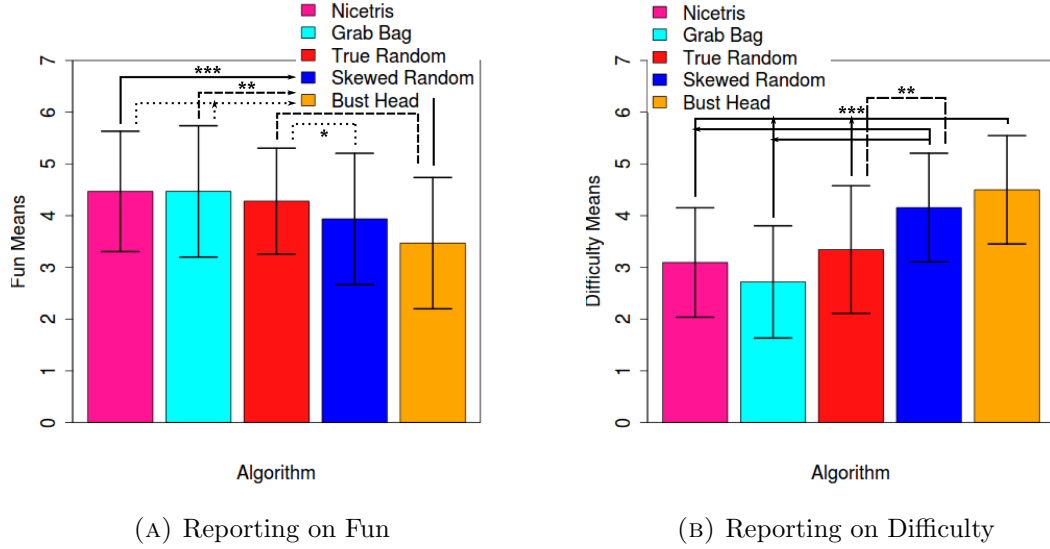 Nicetris
Grab Bag
True Random
Skewed Random
Bust Head
7
6
5
4
3
2
1
0
Fun Means
***
**
*
Algorithm
(A) Reporting on Fun
Nicetris
Grab Bag
True Random
Skewed Random
Bust Head
7
6
5
4
3
2
1
0
Difficulty Means
**
***
Algorithm
(B) Reporting on Difficulty